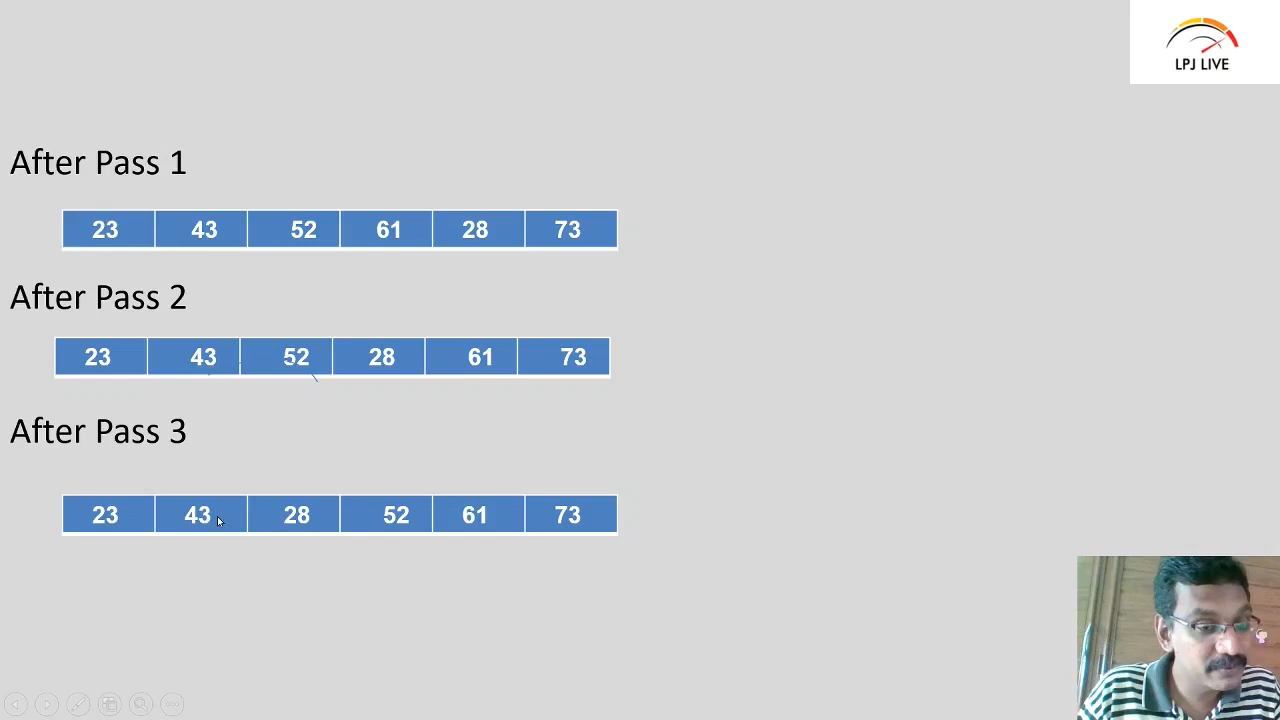 LPJ LIVE
After Pass 1
23 43 52 61 28 73
After Pass 2
23 43 52 28 61 73
After Pass 3
23 43 28 52 61 73